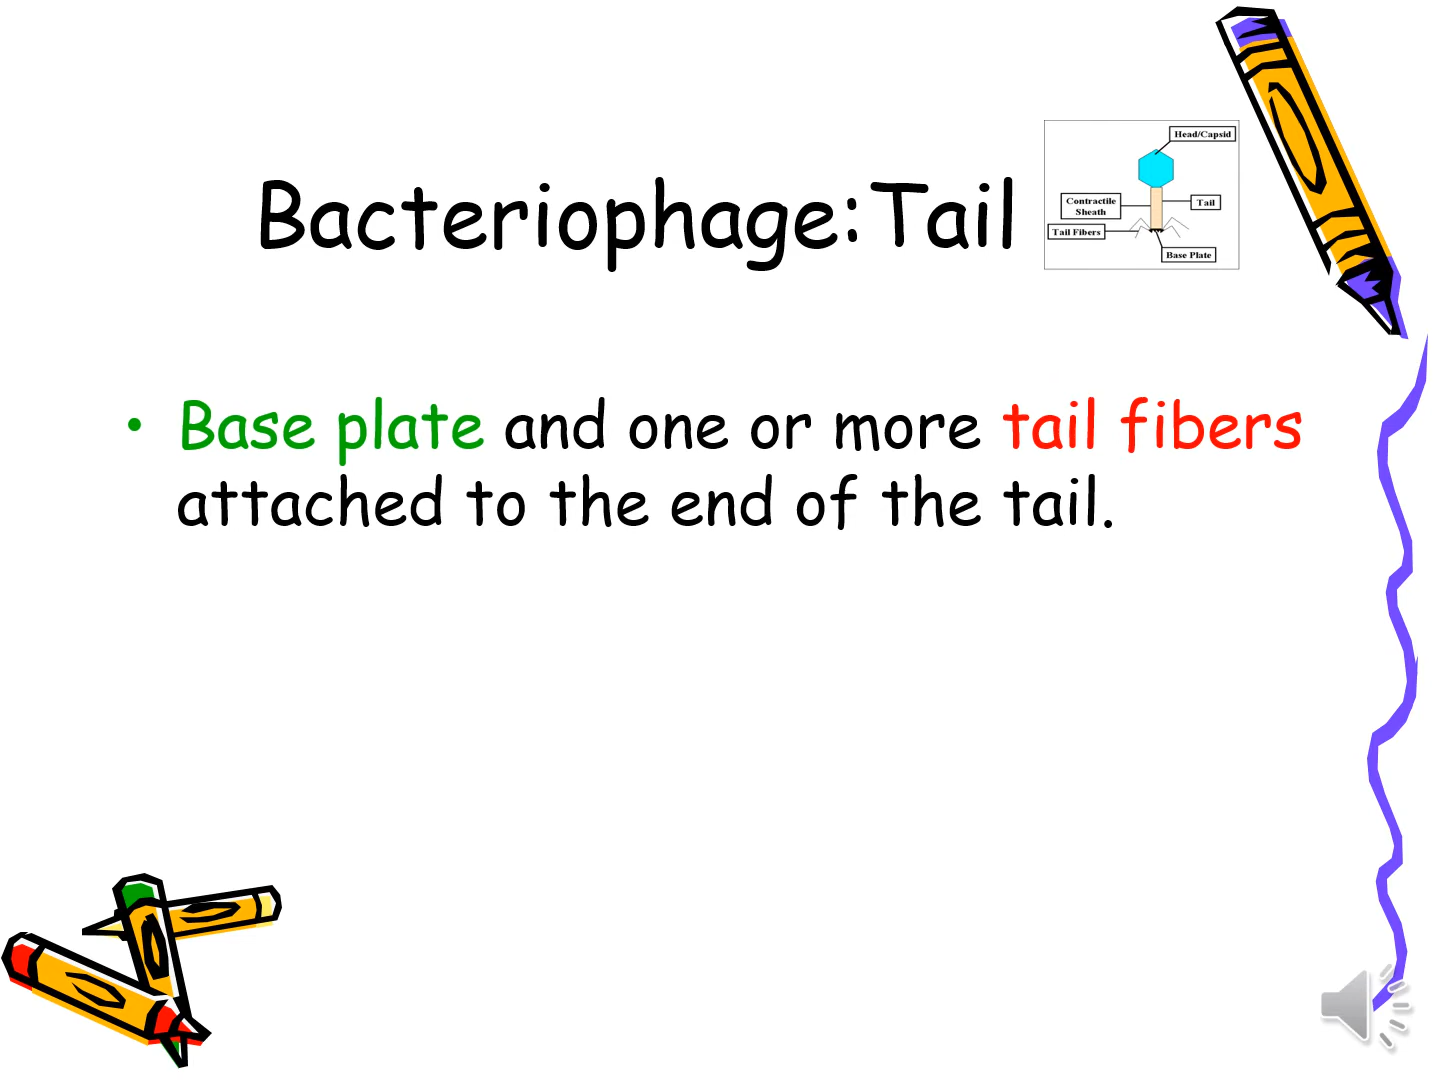 Bacteriophage:Tail
Head/Capsid
Contractile
Sheath
Tail
Tail Fibers
Base Plate
• Base plate and one or more tail fibers
attached to the end of the tail.